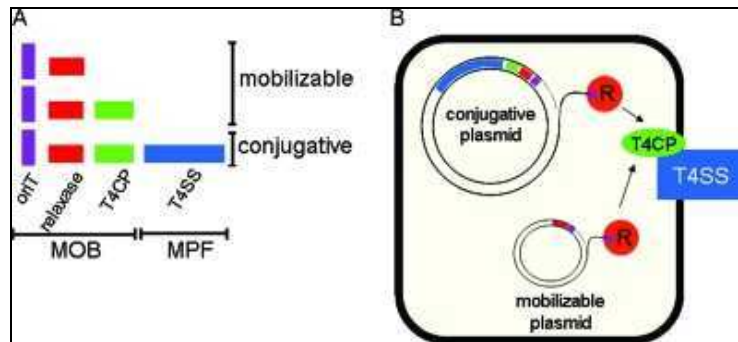 A
mobilizable
conjugative
oriT
relaxase
T4CP
T4SS
MOB
MPF
B
conjugative
plasmid
R
T4CP
T4SS
R
mobilizable
plasmid